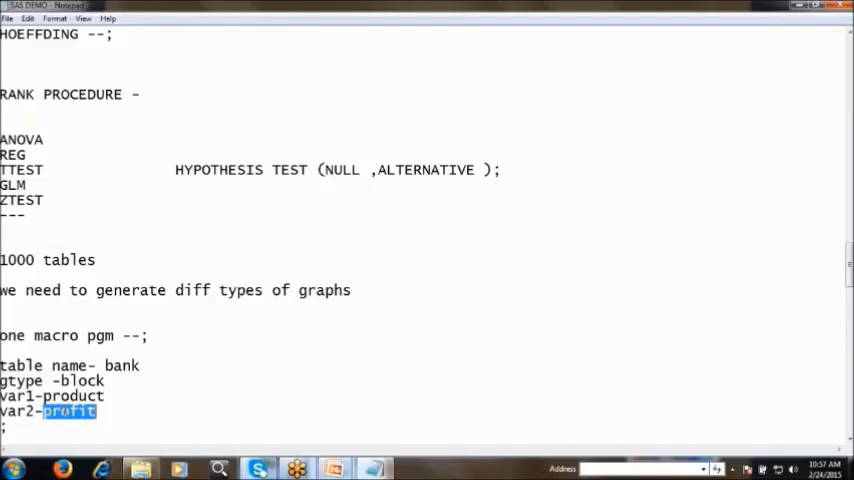 SAS DEMO - Notepad
File Edit Format View Help
HOEFFDING --;
RANK PROCEDURE -
ANOVA
REG
TTEST HYPOTHESIS TEST (NULL ,ALTERNATIVE );
GLM
ZTEST
---
1000 tables
we need to generate diff types of graphs
one macro pgm --;
table name- bank
gtype -block
var1-product
var2-profit
;
Address
10:57 AM
2/24/2015